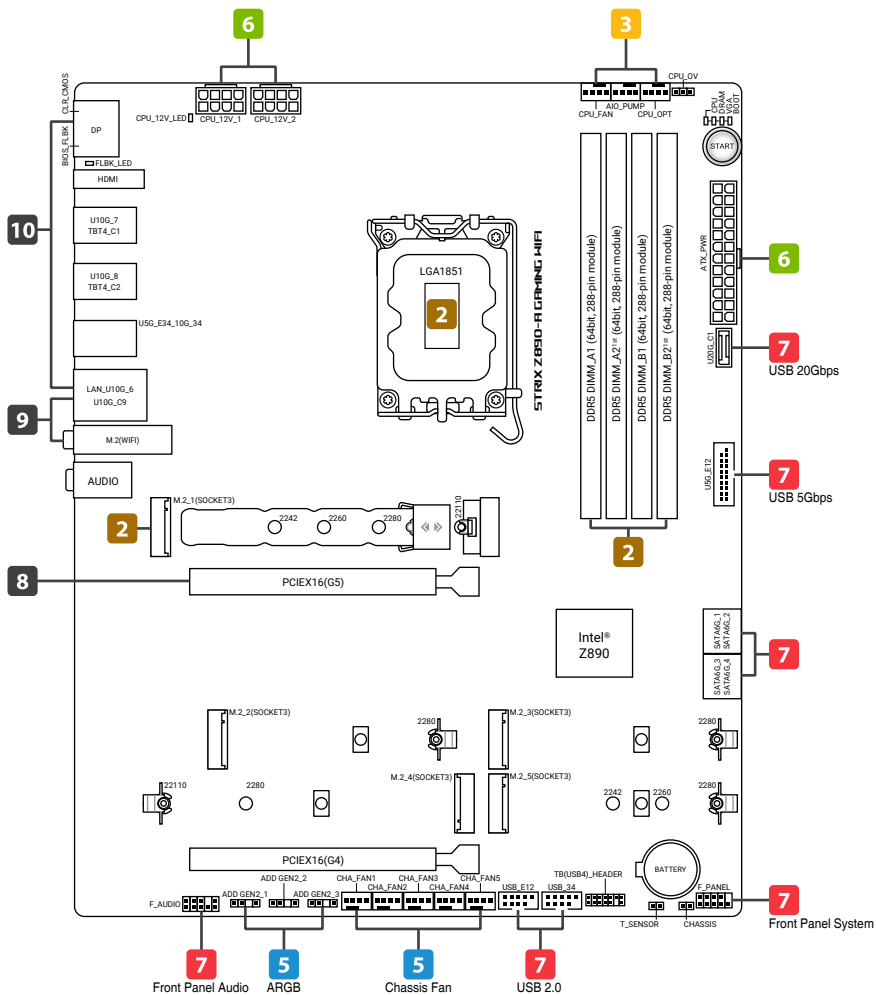 6
3
CLR_CMOS
CPU_12V_LED
CPU_12V_1
CPU_12V_2
CPU_FAN
AIO_PUMP
CPU_OPT
CPU_OV
CPU
DRAM
VGA
BOOT
START
DP
BIOS_FLBK
FLBK_LED
HDMI
10
U10G_7
TBT4_C1
U10G_8
TBT4_C2
U5G_E34_10G_34
LAN_U10G_6
U10G_C9
9
M.2(WIFI)
AUDIO
LGA1851
2
STRIX Z890-A GAMING WIFI
DDR5 DIMM_A1 (64bit, 288-pin module)
DDR5 DIMM_A2¹ˢᵗ (64bit, 288-pin module)
DDR5 DIMM_B1 (64bit, 288-pin module)
DDR5 DIMM_B2¹ˢᵗ (64bit, 288-pin module)
ATX_PWR
6
U20G_C1
7
USB 20Gbps
U5G_E12
7
USB 5Gbps
M.2_1(SOCKET3)
2
2242
2260
2280
22110
2
8
PCIEX16(G5)
Intel®
Z890
SATA6G_1
SATA6G_2
SATA6G_3
SATA6G_4
7
M.2_2(SOCKET3)
2280
M.2_3(SOCKET3)
2280
M.2_4(SOCKET3)
M.2_5(SOCKET3)
22110
2280
2242
2260
2280
PCIEX16(G4)
BATTERY
F_AUDIO
ADD GEN2_1
ADD GEN2_2
ADD GEN2_3
CHA_FAN1
CHA_FAN2
CHA_FAN3
CHA_FAN4
CHA_FAN5
USB_E12
USB_34
TB(USB4)_HEADER
T_SENSOR
CHASSIS
F_PANEL
7
Front Panel System
7
Front Panel Audio
5
ARGB
5
Chassis Fan
7
USB 2.0